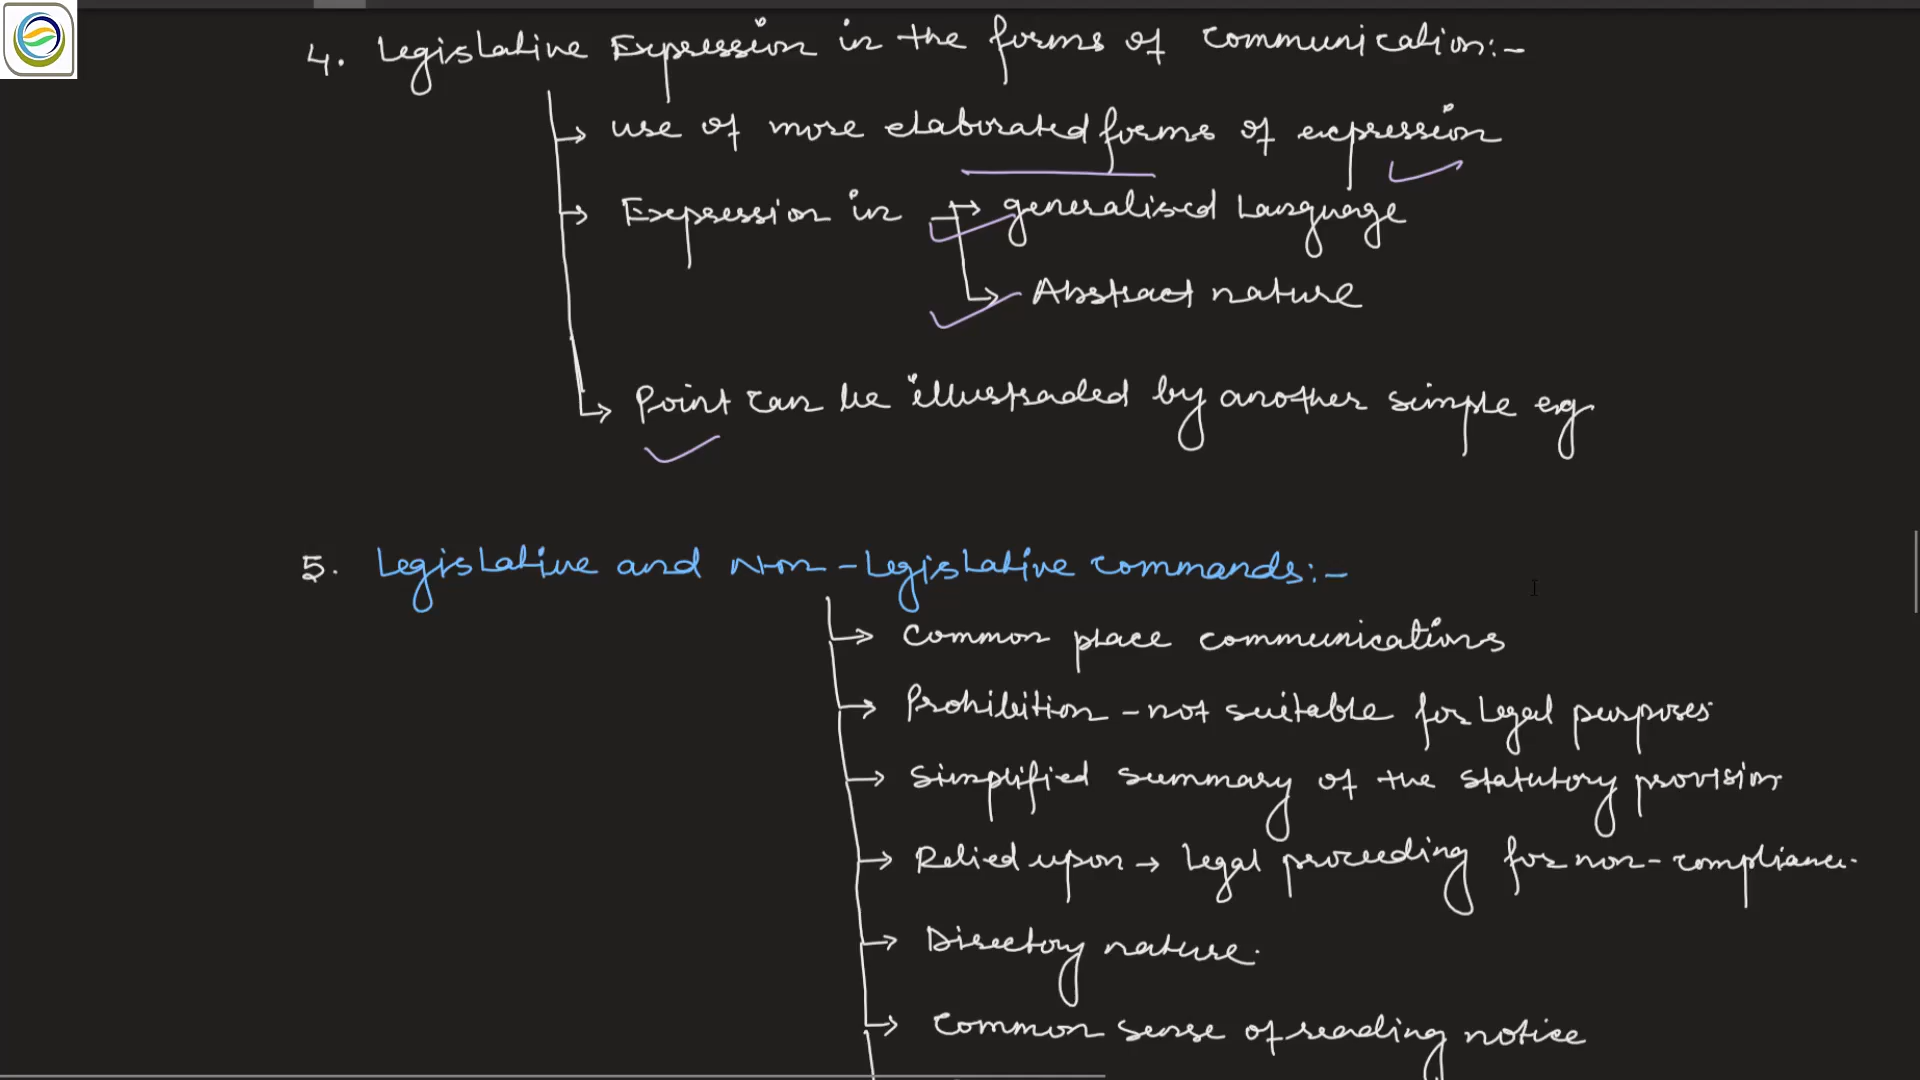 4. Legislative Expression in the forms of communication:-
→ use of more elaborated forms of expression
→ Expression in → generalised Language
→ Abstract nature
→ Point can be illustraded by another simple eg
5. Legislative and Non-Legislative commands:-
→ Common place communications
→ Prohibition - not suitable for Legal purposes
→ Simplified summary of the statutory provision
→ Relied upon → Legal proceeding for non-compliance.
→ Directory nature.
→ Common sense of reading notice